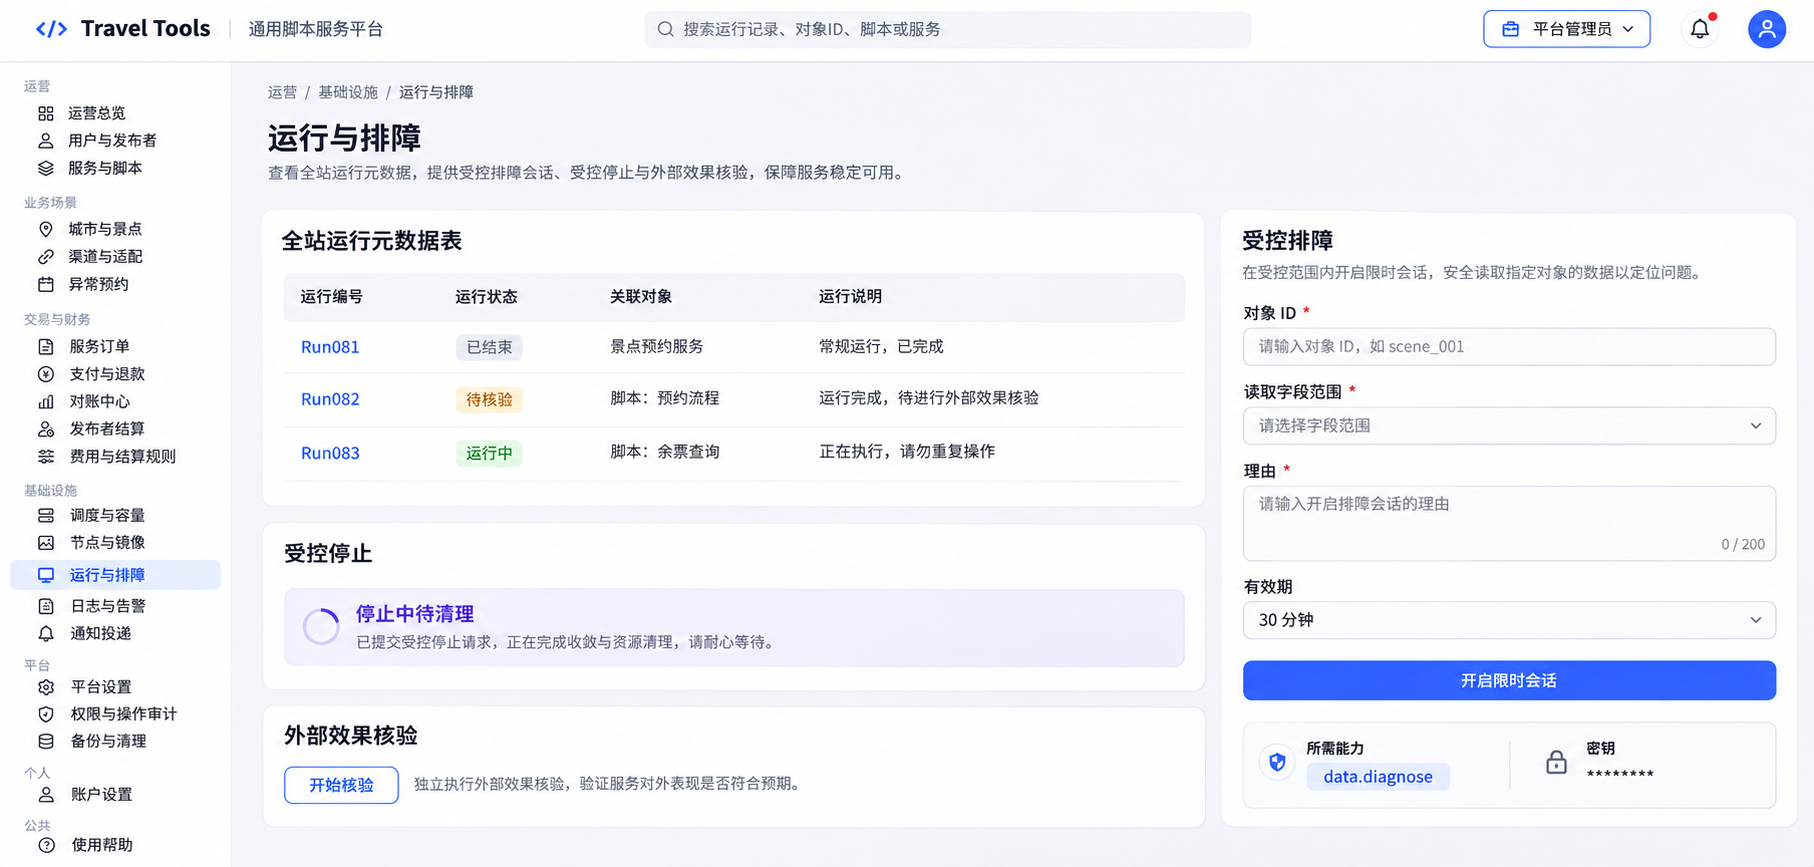 </> Travel Tools 通用脚本服务平台
搜索运行记录、对象ID、脚本或服务
平台管理员
运营
运营总览
用户与发布者
服务与脚本
业务场景
城市与景点
渠道与适配
异常预约
交易与财务
服务订单
支付与退款
对账中心
发布者结算
费用与结算规则
基础设施
调度与容量
节点与镜像
运行与排障
日志与告警
通知投递
平台
平台设置
权限与操作审计
备份与清理
个人
账户设置
公共
使用帮助
运营 / 基础设施 / 运行与排障
运行与排障
查看全站运行元数据，提供受控排障会话、受控停止与外部效果核验，保障服务稳定可用。
全站运行元数据表
运行编号 运行状态 关联对象 运行说明
Run081 已结束 景点预约服务 常规运行，已完成
Run082 待核验 脚本：预约流程 运行完成，待进行外部效果核验
Run083 运行中 脚本：余票查询 正在执行，请勿重复操作
受控停止
停止中待清理
已提交受控停止请求，正在完成收敛与资源清理，请耐心等待。
外部效果核验
开始核验 独立执行外部效果核验，验证服务对外表现是否符合预期。
受控排障
在受控范围内开启限时会话，安全读取指定对象的数据以定位问题。
对象 ID *
请输入对象 ID，如 scene_001
读取字段范围 *
请选择字段范围
理由 *
请输入开启排障会话的理由
0 / 200
有效期
30 分钟
开启限时会话
所需能力
data.diagnose
密钥
********